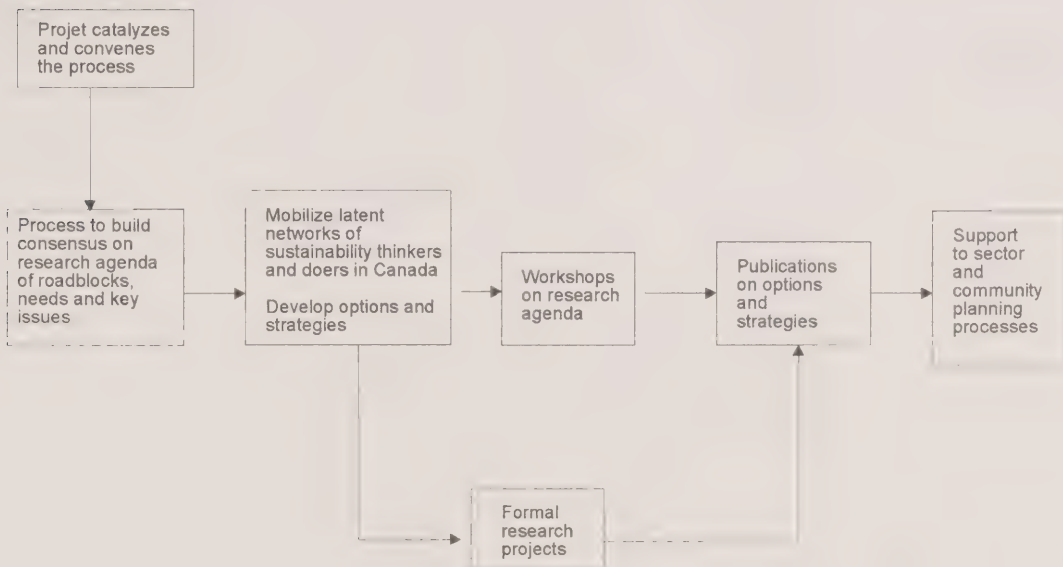 Projet catalyzes
and convenes
the process
Process to build
consensus on
research agenda
of roadblocks,
needs and key
issues
Mobilize latent
networks of
sustainability thinkers
and doers in Canada
Develop options and
strategies
Workshops
on research
agenda
Publications
on options
and
strategies
Support
to sector
and
community
planning
processes
Formal
research
projects